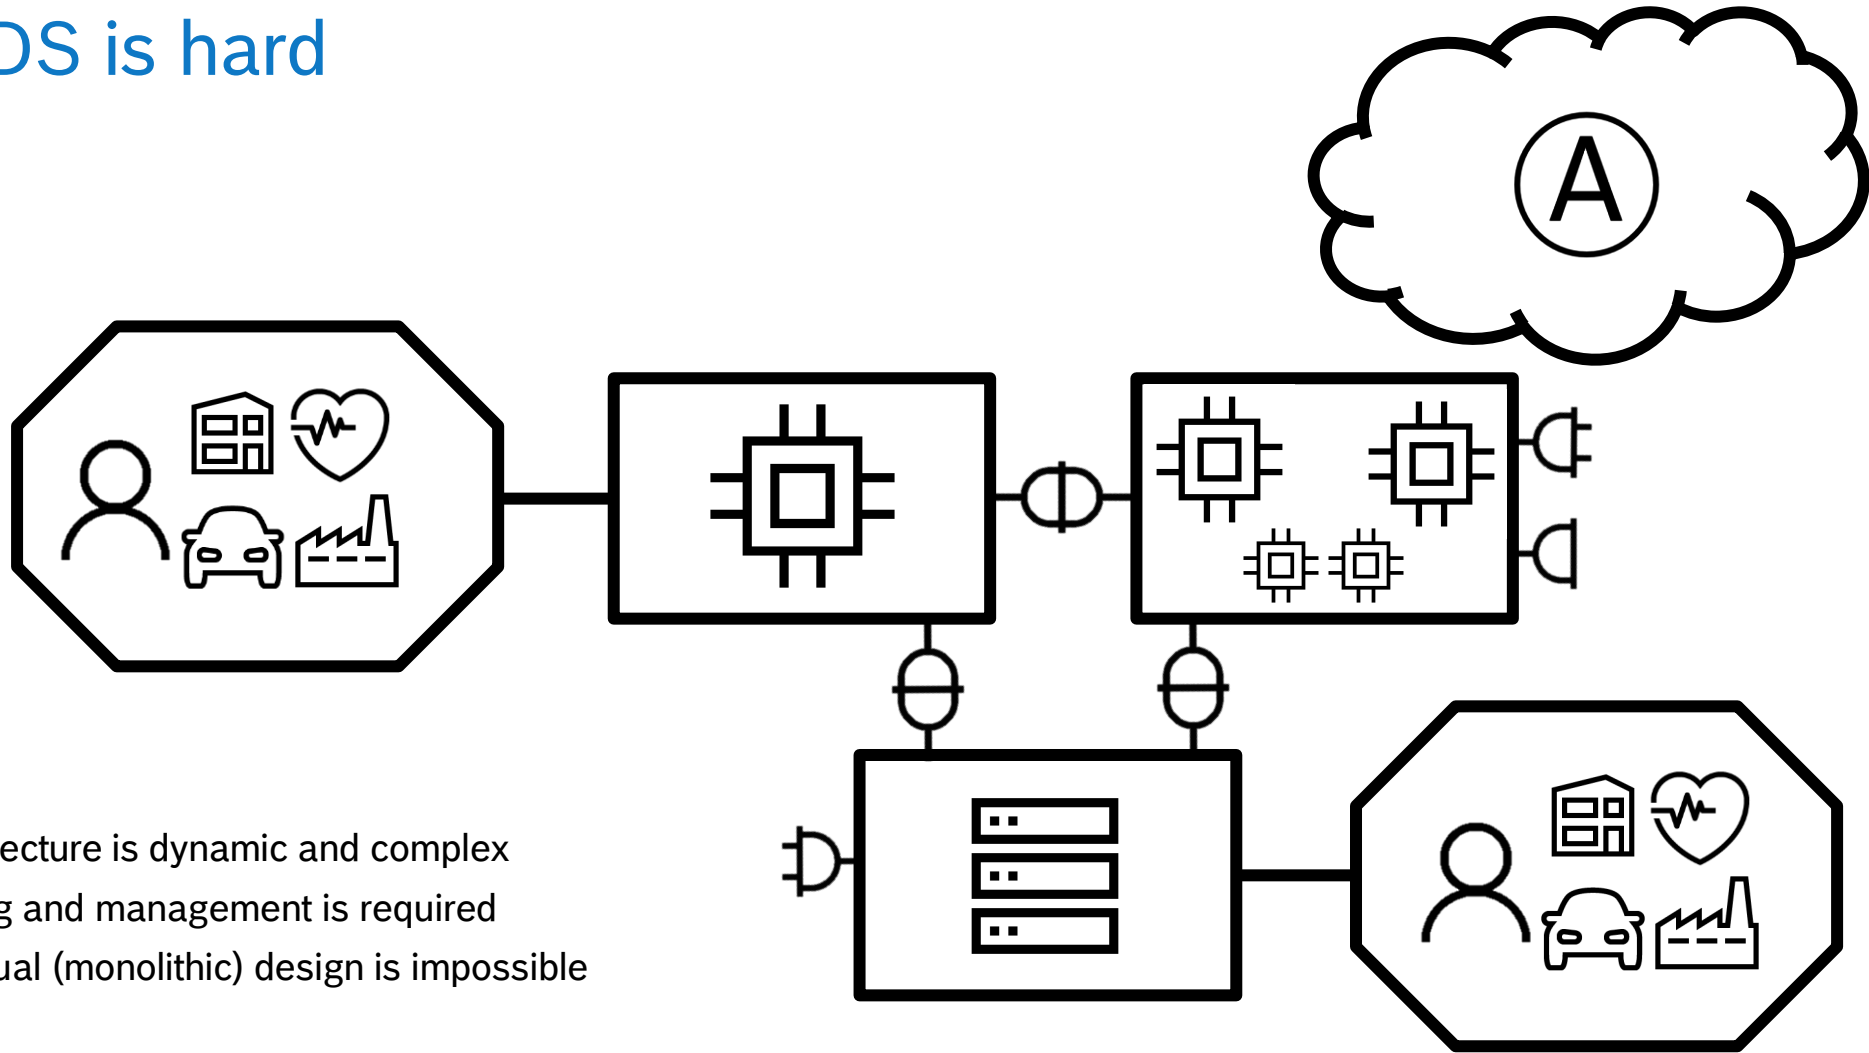 DS is hard
A
ecture is dynamic and complex
g and management is required
ual (monolithic) design is impossible